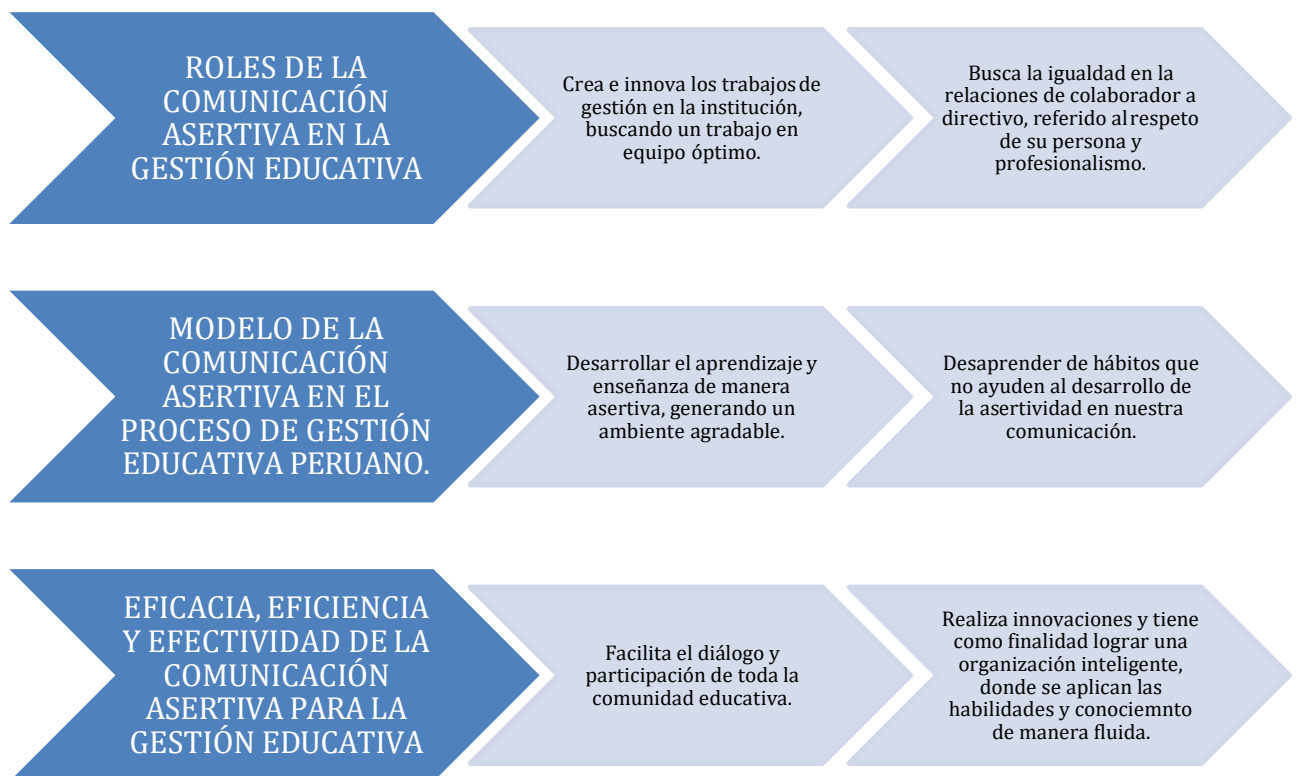 ROLES DE LA
COMUNICACIÓN
ASERTIVA EN LA
GESTIÓN EDUCATIVA
Crea e innova los trabajos de
gestión en la institución,
buscando un trabajo en
equipo óptimo.
Busca la igualdad en la
relaciones de colaborador a
directivo, referido al respeto
de su persona y
profesionalismo.
MODELO DE LA
COMUNICACIÓN
ASERTIVA EN EL
PROCESO DE GESTIÓN
EDUCATIVA PERUANO.
Desarrollar el aprendizaje y
enseñanza de manera
asertiva, generando un
ambiente agradable.
Desaprender de hábitos que
no ayuden al desarrollo de
la asertividad en nuestra
comunicación.
EFICACIA, EFICIENCIA
Y EFECTIVIDAD DE LA
COMUNICACIÓN
ASERTIVA PARA LA
GESTIÓN EDUCATIVA
Facilita el diálogo y
participación de toda la
comunidad educativa.
Realiza innovaciones y tiene
como finalidad lograr una
organización inteligente,
donde se aplican las
habilidades y conociemnto
de manera fluida.